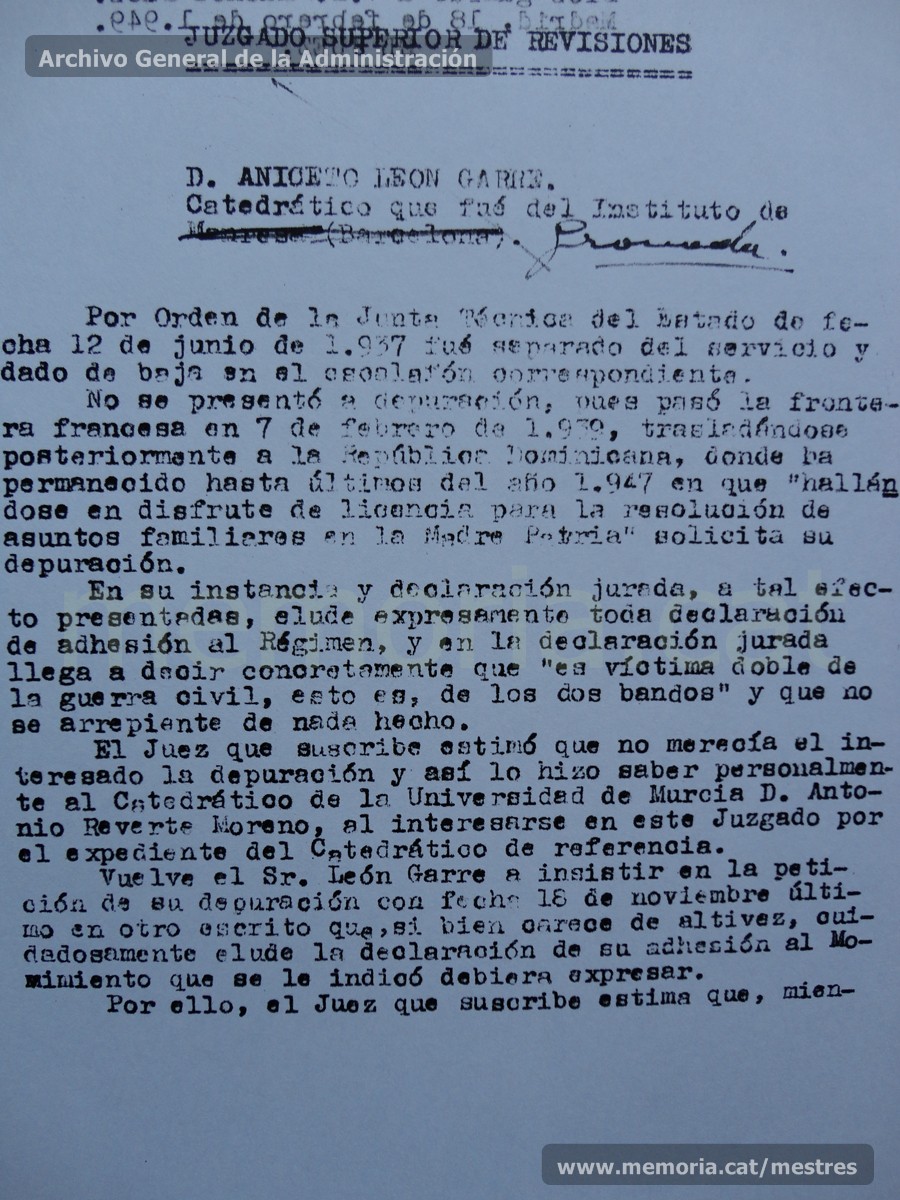 Madrid, 18 de febrero de 1.949.
JUZGADO SUPERIOR DE REVISIONES
Archivo General de la Administración
D. ANICETO LEON GARRE.
Catedrático que fué del Instituto de
Manresa (Barcelona). Granada.
Por Orden de la Junta Técnica del Estado de fe-
cha 12 de junio de 1.937 fué separado del servicio y
dado de baja en el escalafón correspondiente.
No se presentó a depuración, pues pasó la fronte-
ra francesa en 7 de febrero de 1.939, trasladándose
posteriormente a la República Dominicana, donde ha
permanecido hasta últimos del año 1.947 en que "hallán
dose en disfrute de licencia para la resolución de
asuntos familiares en la Madre Patria" solicita su
depuración.
En su instancia y declaración jurada, a tal efec-
to presentadas, elude expresamente toda declaración
de adhesión al Régimen, y en la declaración jurada
llega a decir concretamente que "es víctima doble de
la guerra civil, esto es, de los dos bandos" y que no
se arrepiente de nada hecho.
El Juez que suscribe estimó que no merecía el in-
teresado la depuración y así lo hizo saber personalmen-
te al Catedrático de la Universidad de Murcia D. Anto-
nio Reverte Moreno, al interesarse en este Juzgado por
el expediente del Catedrático de referencia.
Vuelve el Sr. León Garre a insistir en la peti-
ción de su depuración con fecha 18 de noviembre últi-
mo en otro escrito que,si bien carece de altivez, cui-
dadosamente elude la declaración de su adhesión al Mo-
mimiento que se le indicó debiera expresar.
Por ello, el Juez que suscribe estima que, mien-
memoria.cat
www.memoria.cat/mestres